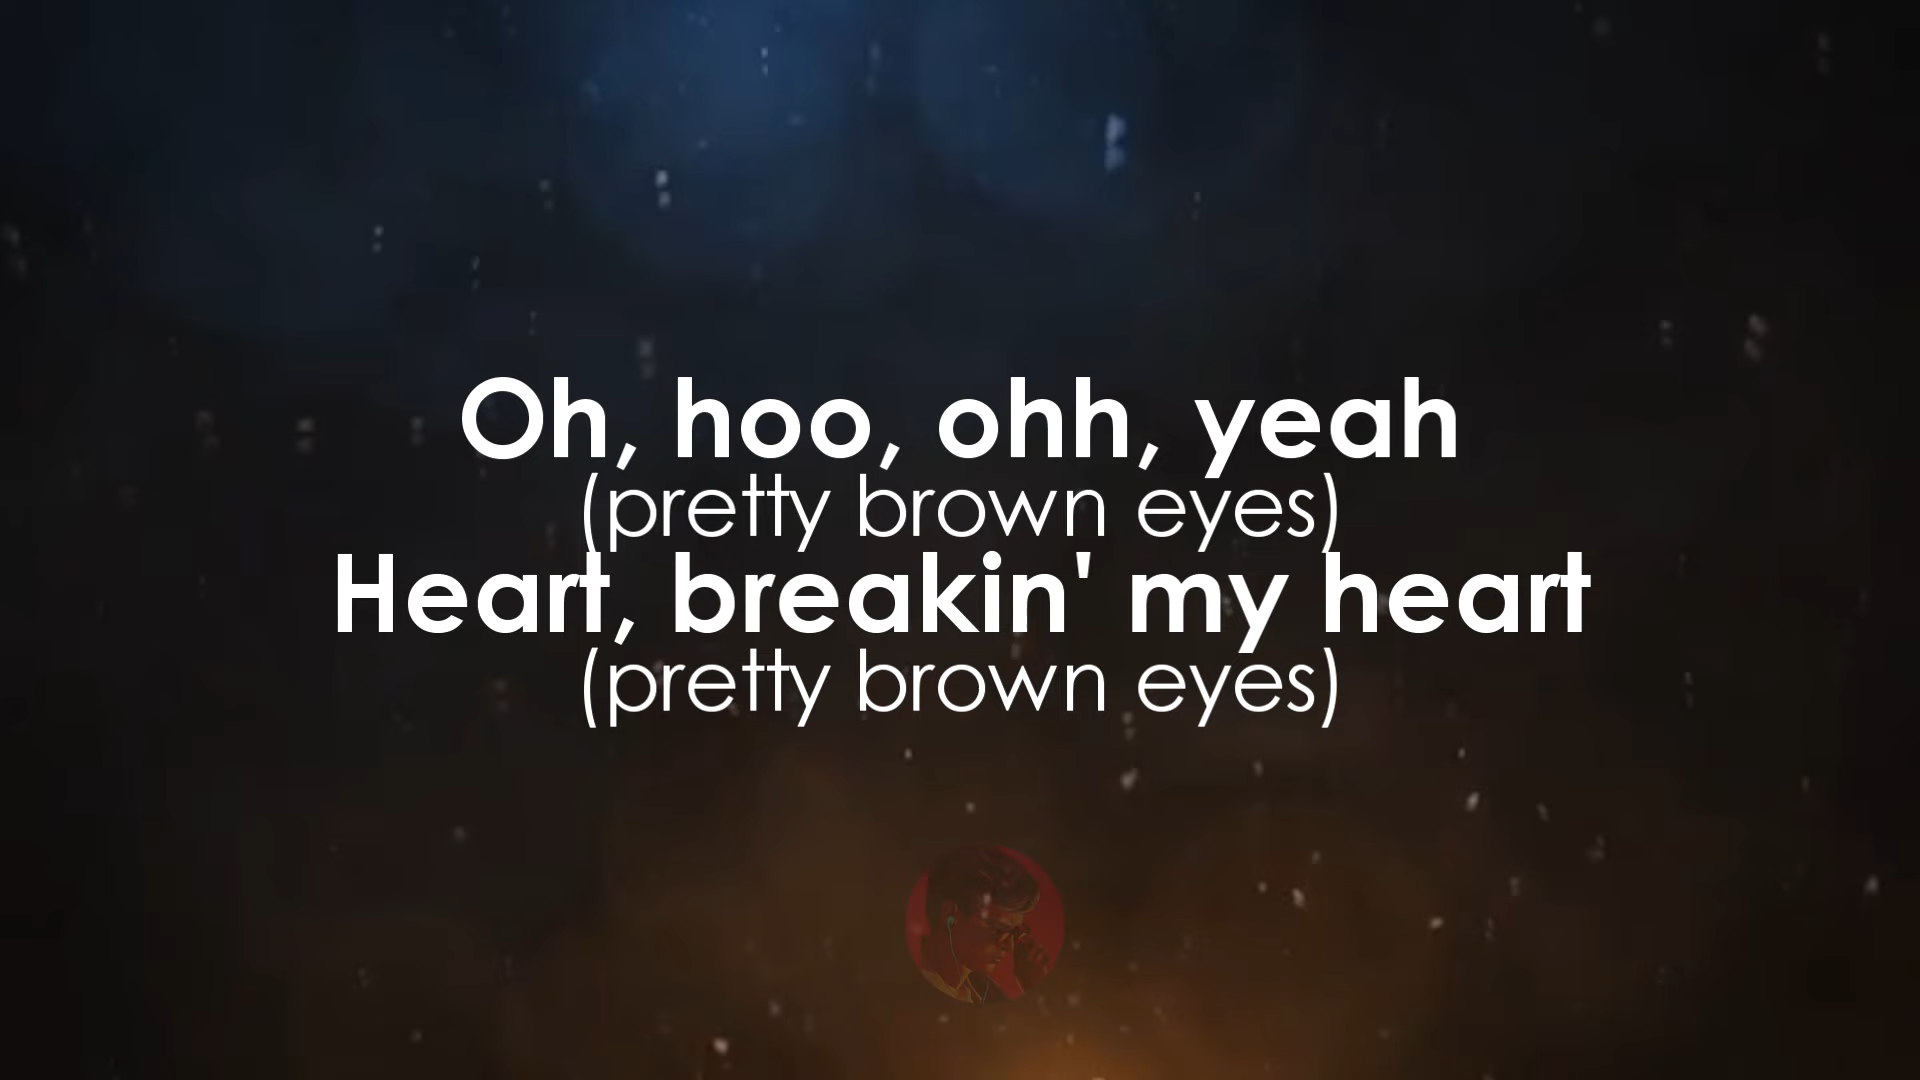 Oh, hoo, ohh, yeah
(pretty brown eyes)
Heart, breakin' my heart
(pretty brown eyes)